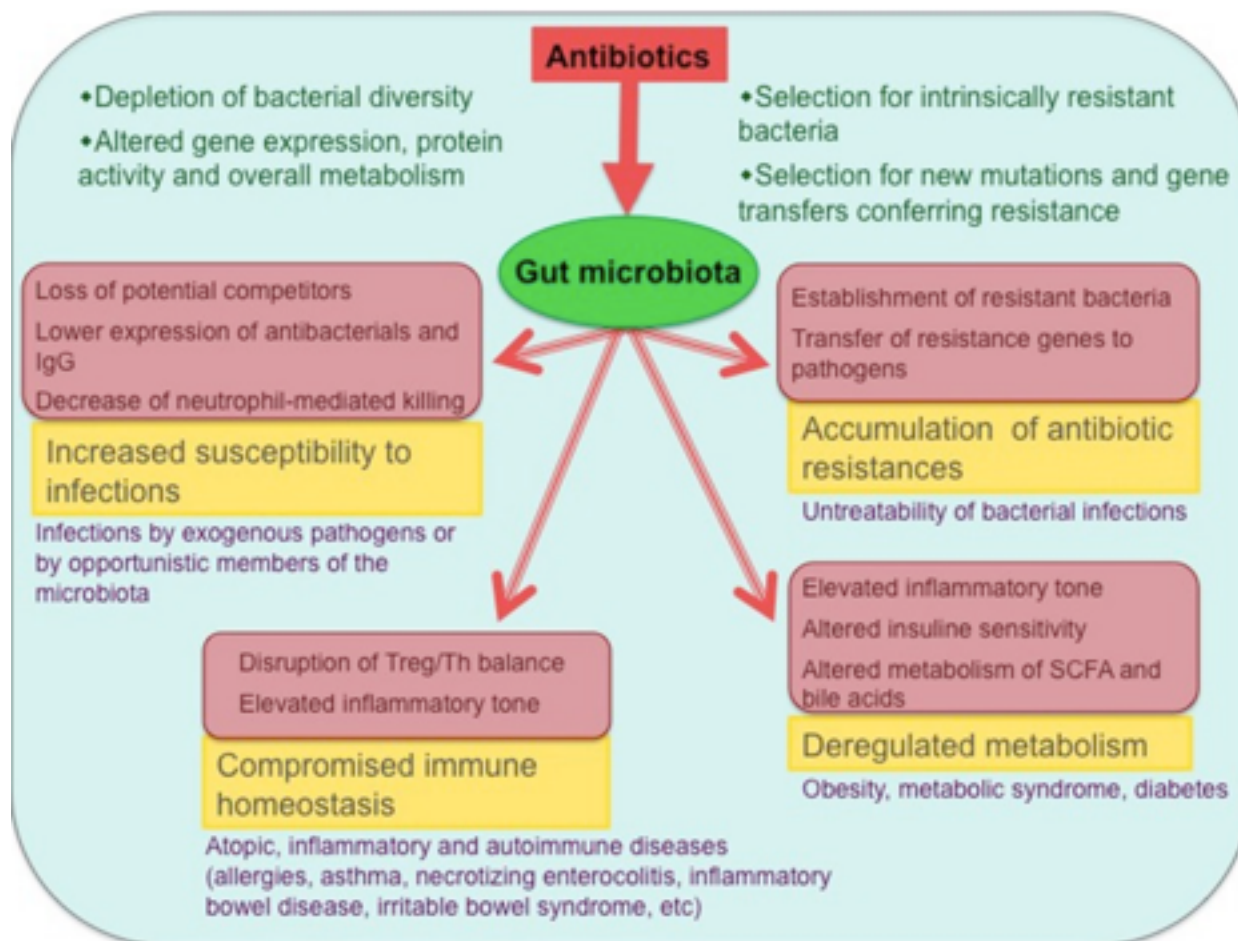 Antibiotics
◆Depletion of bacterial diversity
◆Altered gene expression, protein
activity and overall metabolism
◆Selection for intrinsically resistant
bacteria
◆Selection for new mutations and gene
transfers conferring resistance
Gut microbiota
Loss of potential competitors
Lower expression of antibacterials and
IgG
Decrease of neutrophil-mediated killing
Increased susceptibility to
infections
Infections by exogenous pathogens or
by opportunistic members of the
microbiota
Establishment of resistant bacteria
Transfer of resistance genes to
pathogens
Accumulation of antibiotic
resistances
Untreatability of bacterial infections
Disruption of Treg/Th balance
Elevated inflammatory tone
Compromised immune
homeostasis
Atopic, inflammatory and autoimmune diseases
(allergies, asthma, necrotizing enterocolitis, inflammatory
bowel disease, irritable bowel syndrome, etc)
Elevated inflammatory tone
Altered insuline sensitivity
Altered metabolism of SCFA and
bile acids
Deregulated metabolism
Obesity, metabolic syndrome, diabetes